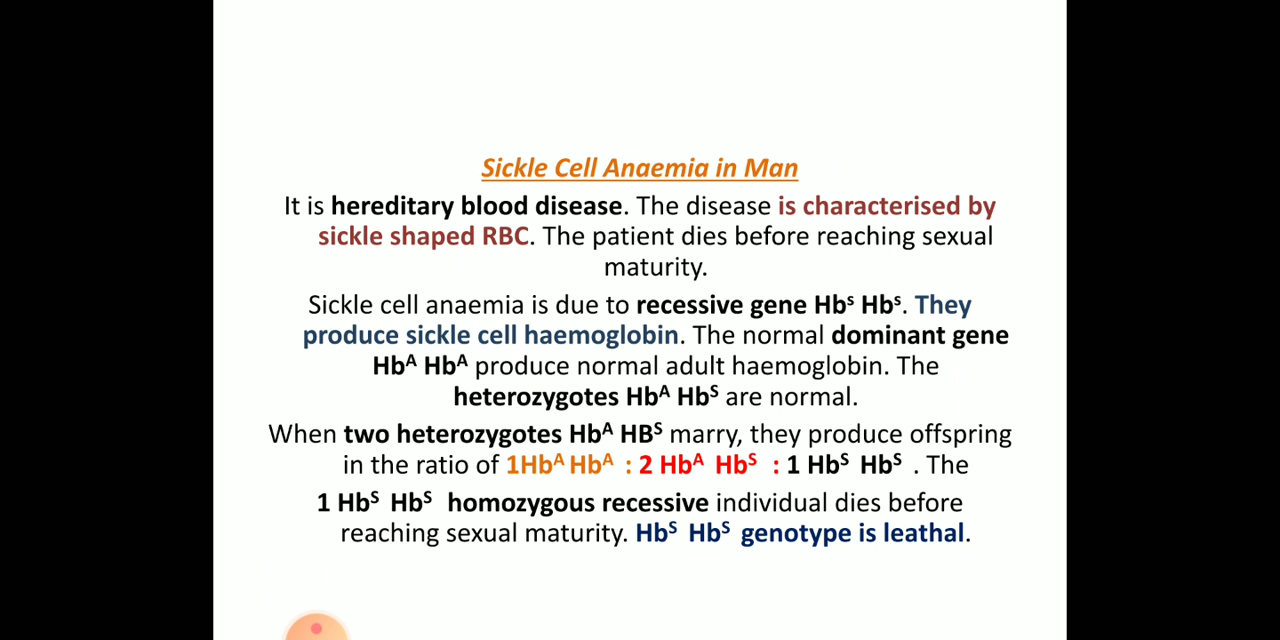 Sickle Cell Anaemia in Man
It is hereditary blood disease. The disease is characterised by
sickle shaped RBC. The patient dies before reaching sexual
maturity.
Sickle cell anaemia is due to recessive gene Hbˢ Hbˢ. They
produce sickle cell haemoglobin. The normal dominant gene
Hbᴬ Hbᴬ produce normal adult haemoglobin. The
heterozygotes Hbᴬ Hbˢ are normal.
When two heterozygotes Hbᴬ HBˢ marry, they produce offspring
in the ratio of 1Hbᴬ Hbᴬ : 2 Hbᴬ Hbˢ : 1 Hbˢ Hbˢ . The
1 Hbˢ Hbˢ homozygous recessive individual dies before
reaching sexual maturity. Hbˢ Hbˢ genotype is leathal.